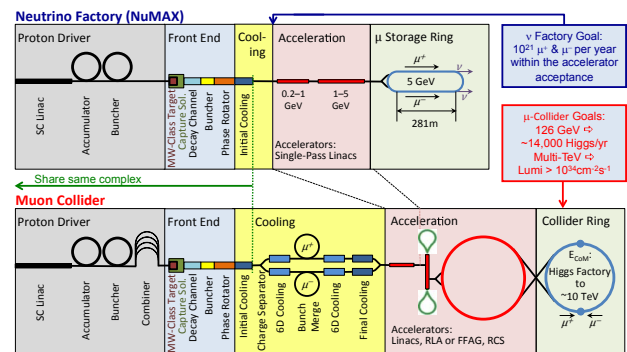 Neutrino Factory (NuMAX)
Proton Driver
Front End
Cool-
ing
Acceleration
μ Storage Ring
ν Factory Goal:
10²¹ μ⁺ & μ⁻ per year
within the accelerator
acceptance
μ⁺
ν
5 GeV
μ⁻
ν
281m
0.2–1
GeV
1–5
GeV
Accelerators:
Single-Pass Linacs
SC Linac
Accumulator
Buncher
MW-Class Target
Capture Sol.
Decay Channel
Buncher
Phase Rotator
Initial Cooling
μ-Collider Goals:
126 GeV ⇨
~14,000 Higgs/yr
Multi-TeV ⇨
Lumi > 10³⁴cm⁻²s⁻¹
Share same complex
Muon Collider
Proton Driver
Front End
Cooling
Acceleration
Collider Ring
μ⁺
μ⁻
E_CoM:
Higgs Factory
to
~10 TeV
μ⁺ μ⁻
Accelerators:
Linacs, RLA or FFAG, RCS
SC Linac
Accumulator
Buncher
Combiner
MW-Class Target
Capture Sol.
Decay Channel
Buncher
Phase Rotator
Initial Cooling
Charge Separator
6D Cooling
Bunch
Merge
6D Cooling
Final Cooling